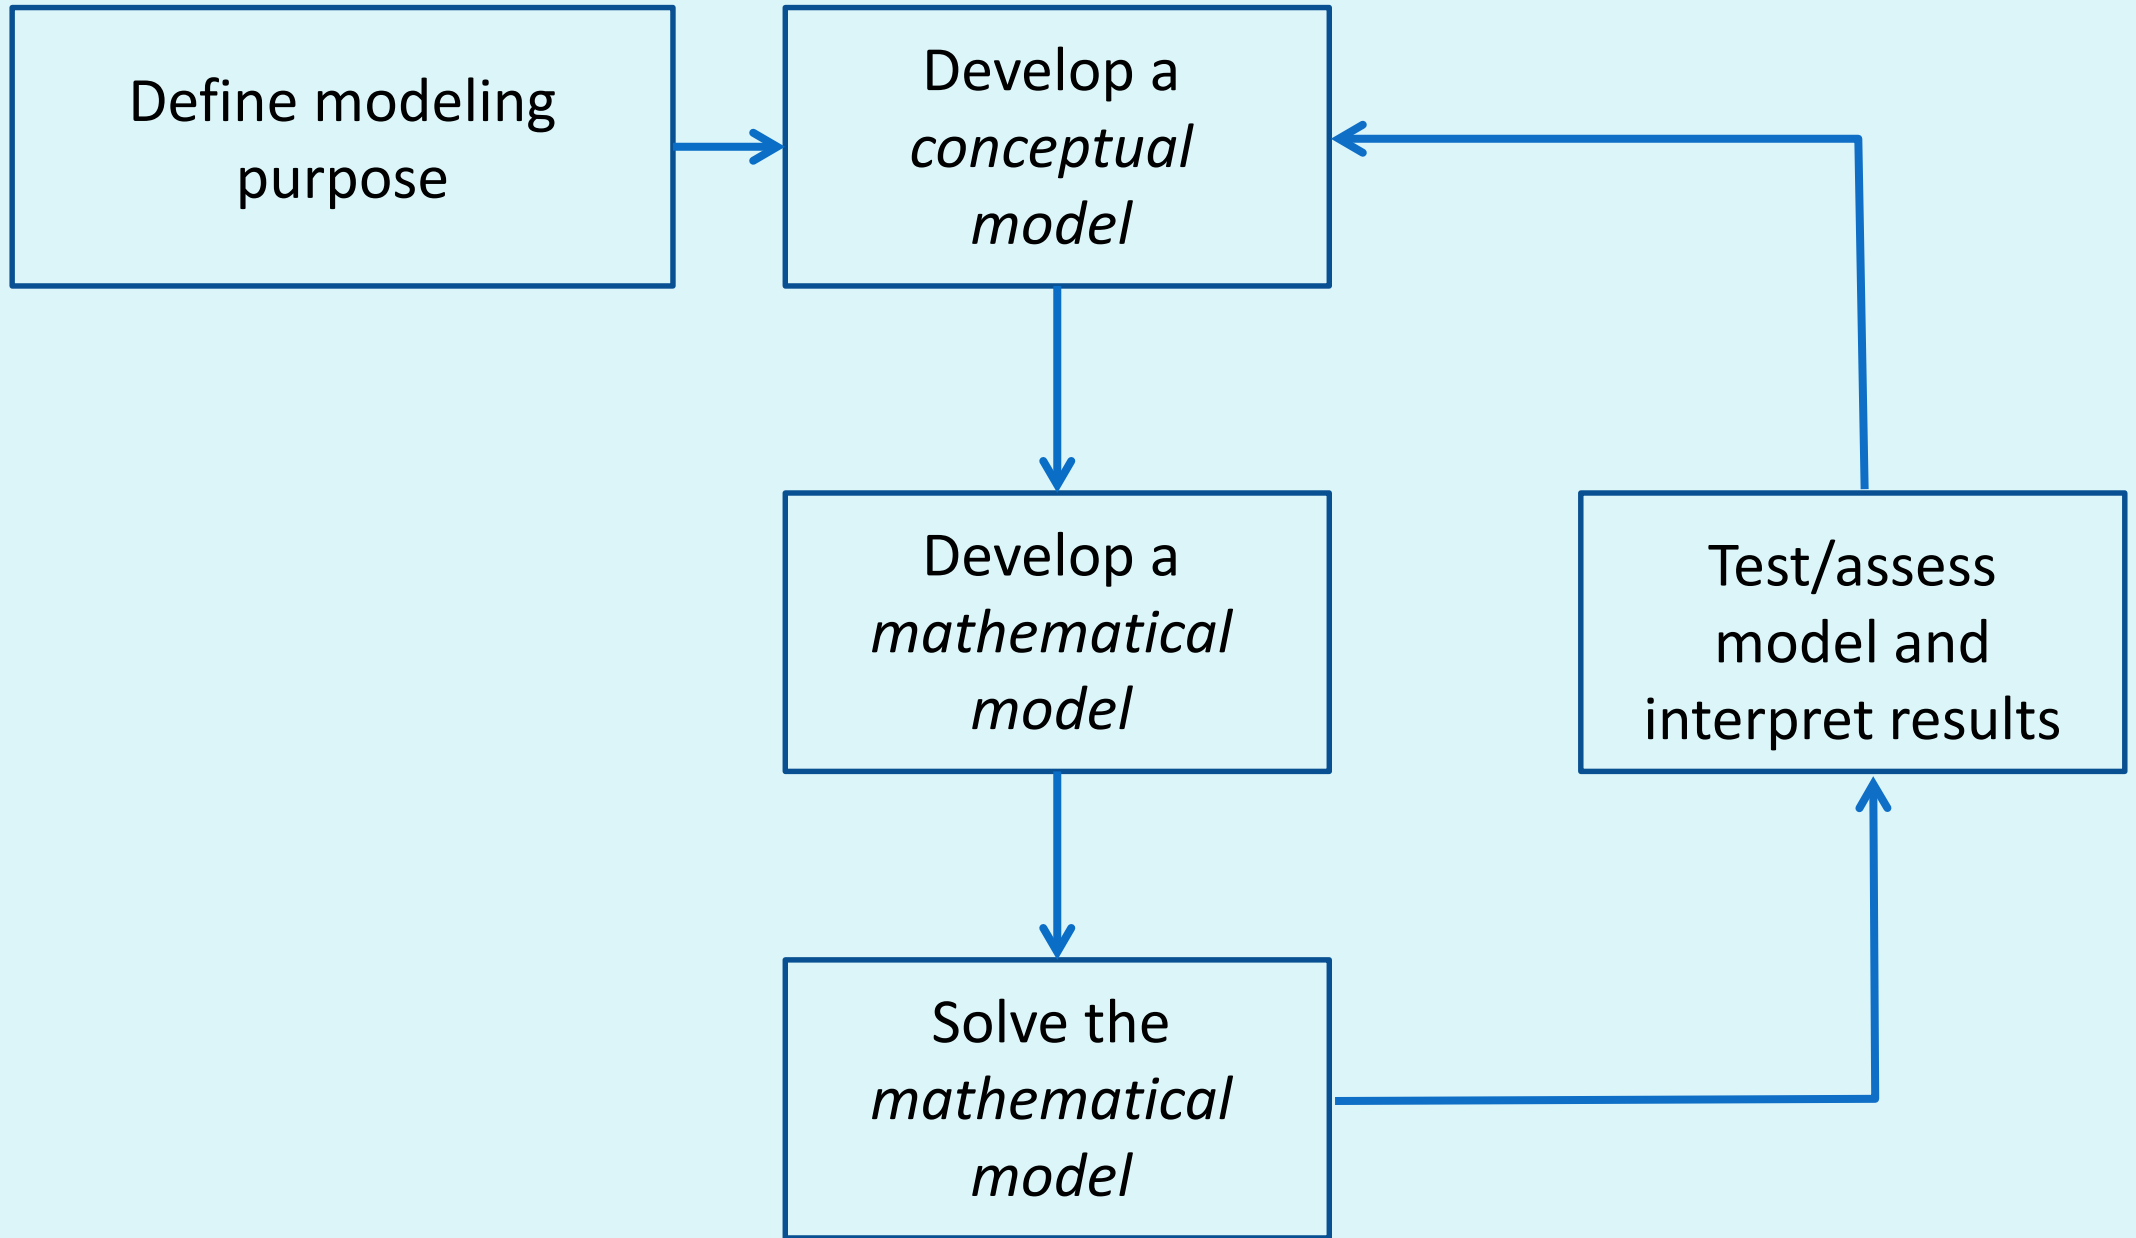 Define modeling
purpose
Develop a
conceptual
model
Develop a
mathematical
model
Test/assess
model and
interpret results
Solve the
mathematical
model